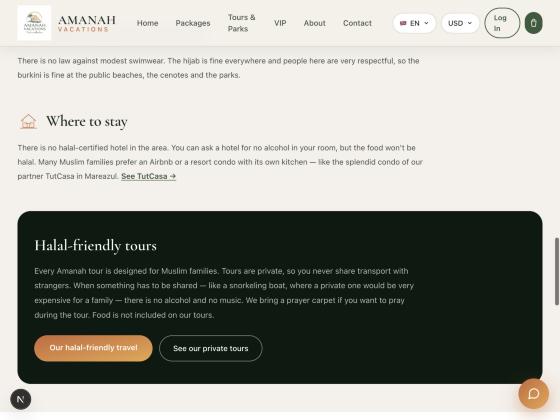 AMANAH
VACATIONS
Home
Packages
Tours &
Parks
VIP
About
Contact
EN
USD
Log
In
There is no law against modest swimwear. The hijab is fine everywhere and people here are very respectful, so the
burkini is fine at the public beaches, the cenotes and the parks.
Where to stay
There is no halal-certified hotel in the area. You can ask a hotel for no alcohol in your room, but the food won't be
halal. Many Muslim families prefer an Airbnb or a resort condo with its own kitchen — like the splendid condo of our
partner TutCasa in Mareazul. See TutCasa →
Halal-friendly tours
Every Amanah tour is designed for Muslim families. Tours are private, so you never share transport with
strangers. When something has to be shared — like a snorkeling boat, where a private one would be very
expensive for a family — there is no alcohol and no music. We bring a prayer carpet if you want to pray
during the tour. Food is not included on our tours.
Our halal-friendly travel
See our private tours
N